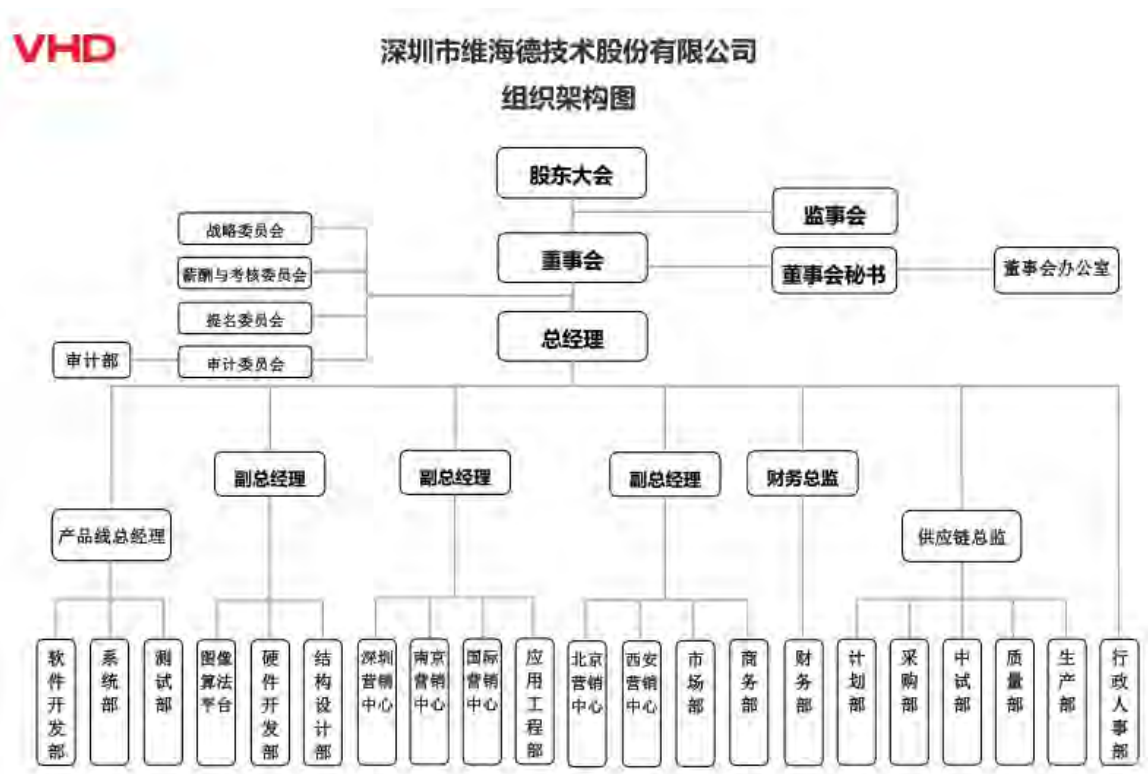 VHD
深圳市维海德技术股份有限公司
组织架构图
股东大会
监事会
战略委员会
董事会
薪酬与考核委员会
董事会秘书
董事会办公室
提名委员会
总经理
审计部
审计委员会
副总经理
副总经理
副总经理
财务总监
产品线总经理
供应链总监
软件开发部
系统部
测试部
图像算法平台
硬件开发部
结构设计部
深圳营销中心
南京营销中心
国际营销中心
应用工程部
北京营销中心
西安营销中心
市场部
商务部
财务部
计划部
采购部
中试部
质量部
生产部
行政人事部